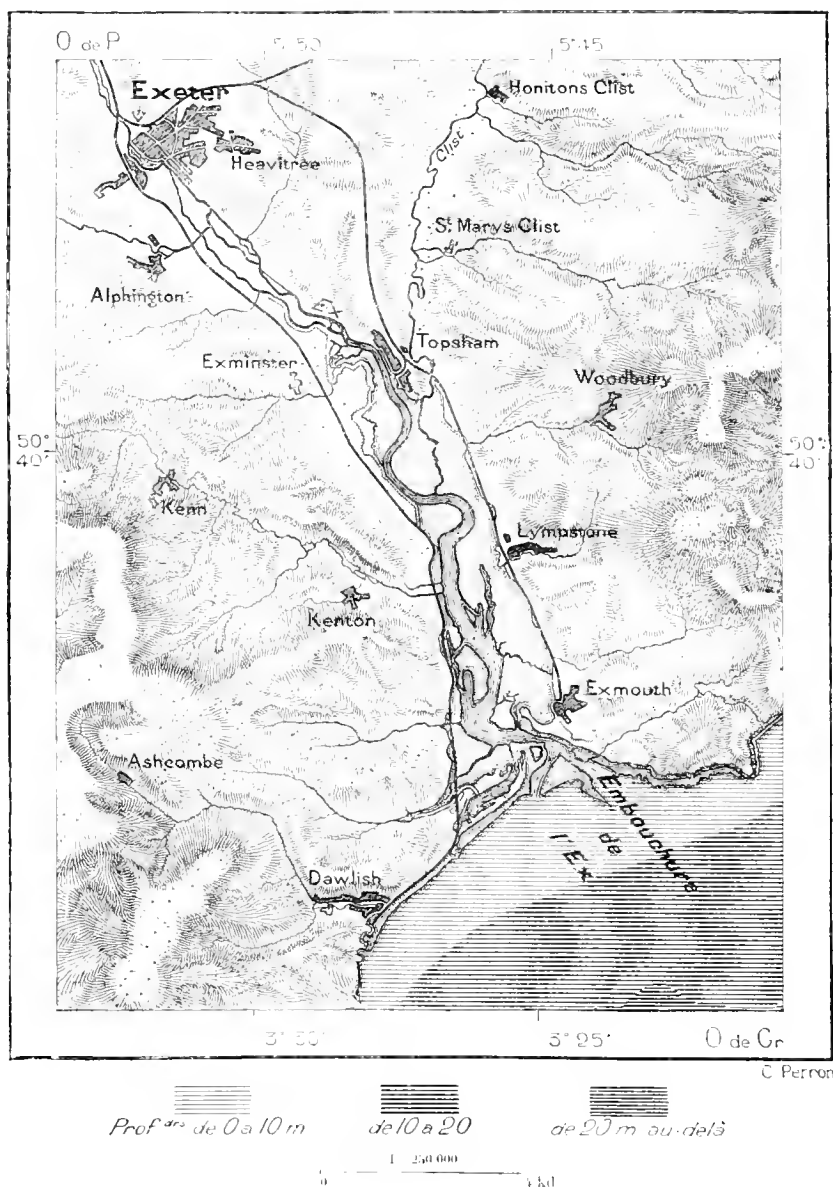 O de P 5°50' 5°45'
Exeter
Honitons Clist
Heavitree
Clist
St. Marys Clist
Alphington
Topsham
Exminster
Woodbury
50° 40' 50° 40'
Kenn
Lympstone
Kenton
Exmouth
Ashcombe
Embouchure
de
l'Ex
Dawlish
3°30' 3°25' O de Gr
C. Perron
Profdrs de 0 à 10 m de 10 à 20 de 20 m au-delà
1 : 250.000
0 4 kil.